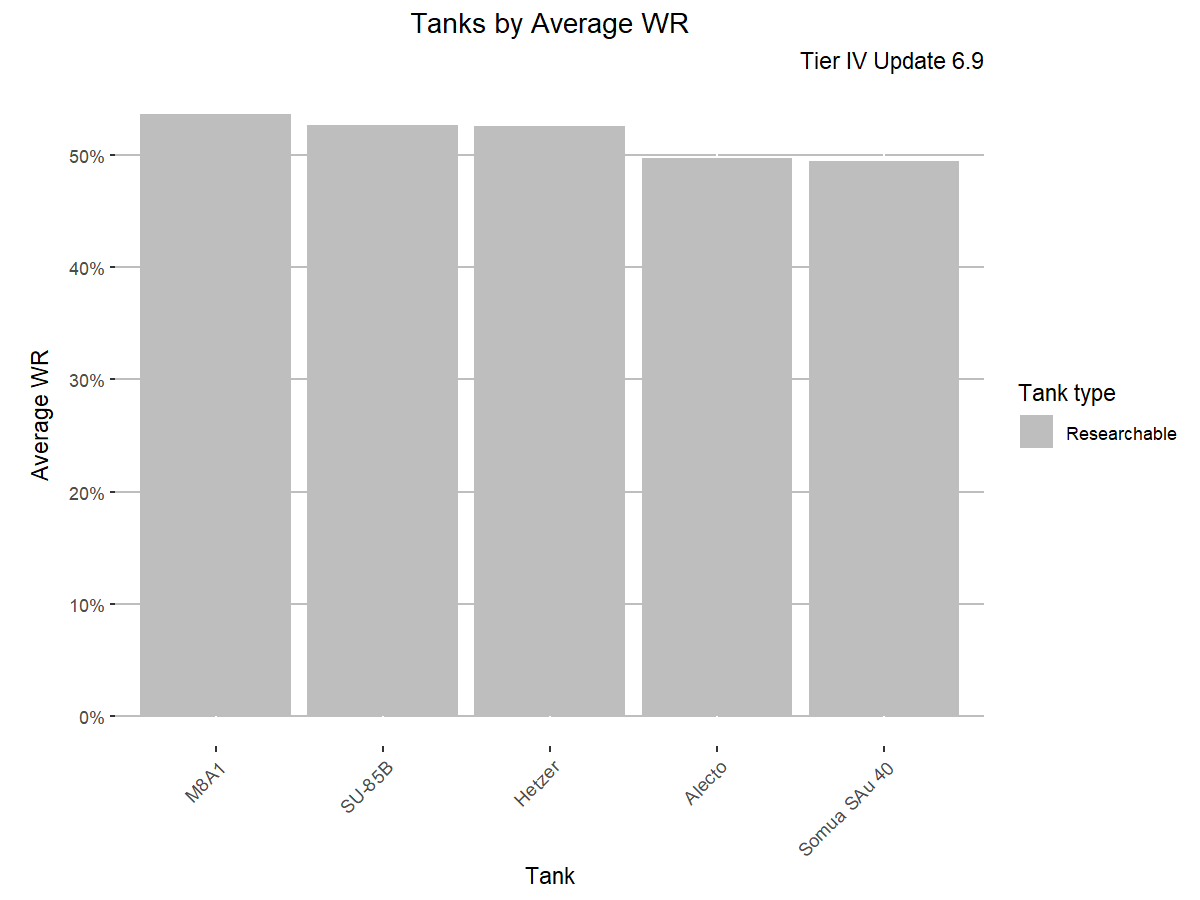 Tanks by Average WR
Tier IV Update 6.9
Average WR
50%
40%
30%
20%
10%
0%
M8A1
SU-85B
Hetzer
Alecto
Somua SAu 40
Tank
Tank type
Researchable